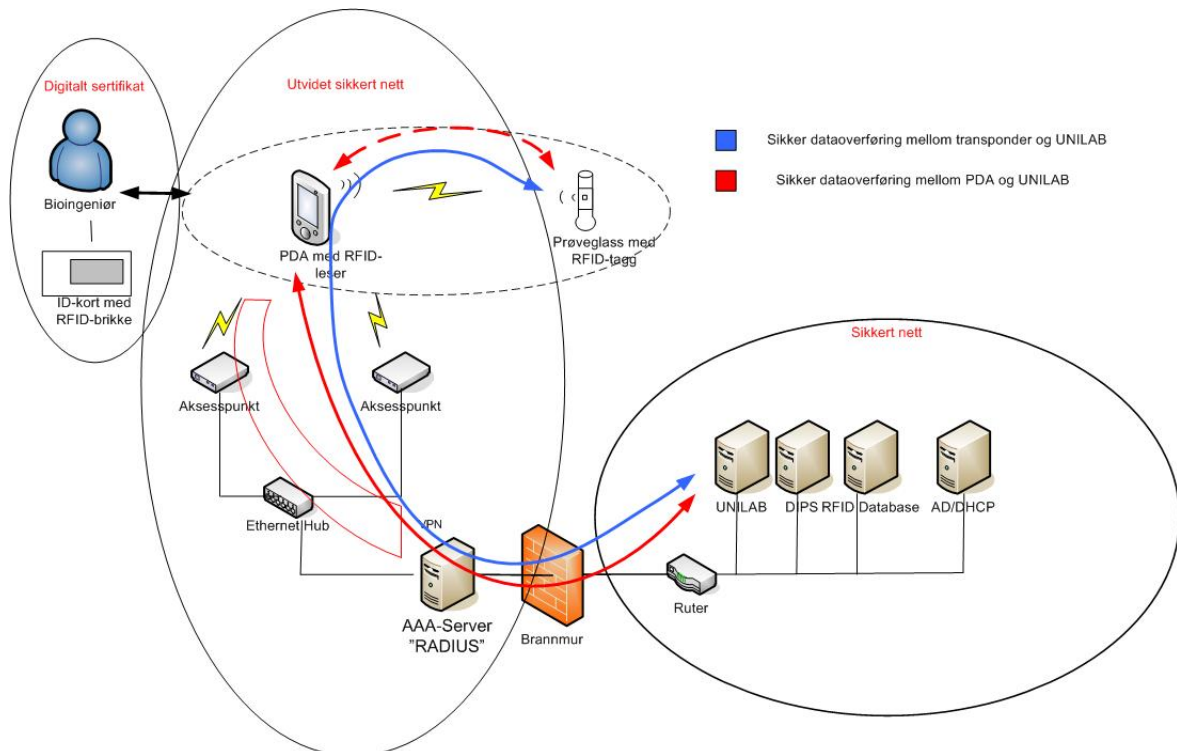 Digitalt sertifikat
Bioingeniør
ID-kort med
RFID-brikke
Utvidet sikkert nett
PDA med RFID-
leser
Prøveglass med
RFID-tagg
Sikker dataoverføring mellom transponder og UNILAB
Sikker dataoverføring mellom PDA og UNILAB
Aksesspunkt
Aksesspunkt
Ethernet Hub
VPN
AAA-Server
"RADIUS"
Brannmur
Sikkert nett
UNILAB
DIPS
RFID Database
AD/DHCP
Ruter